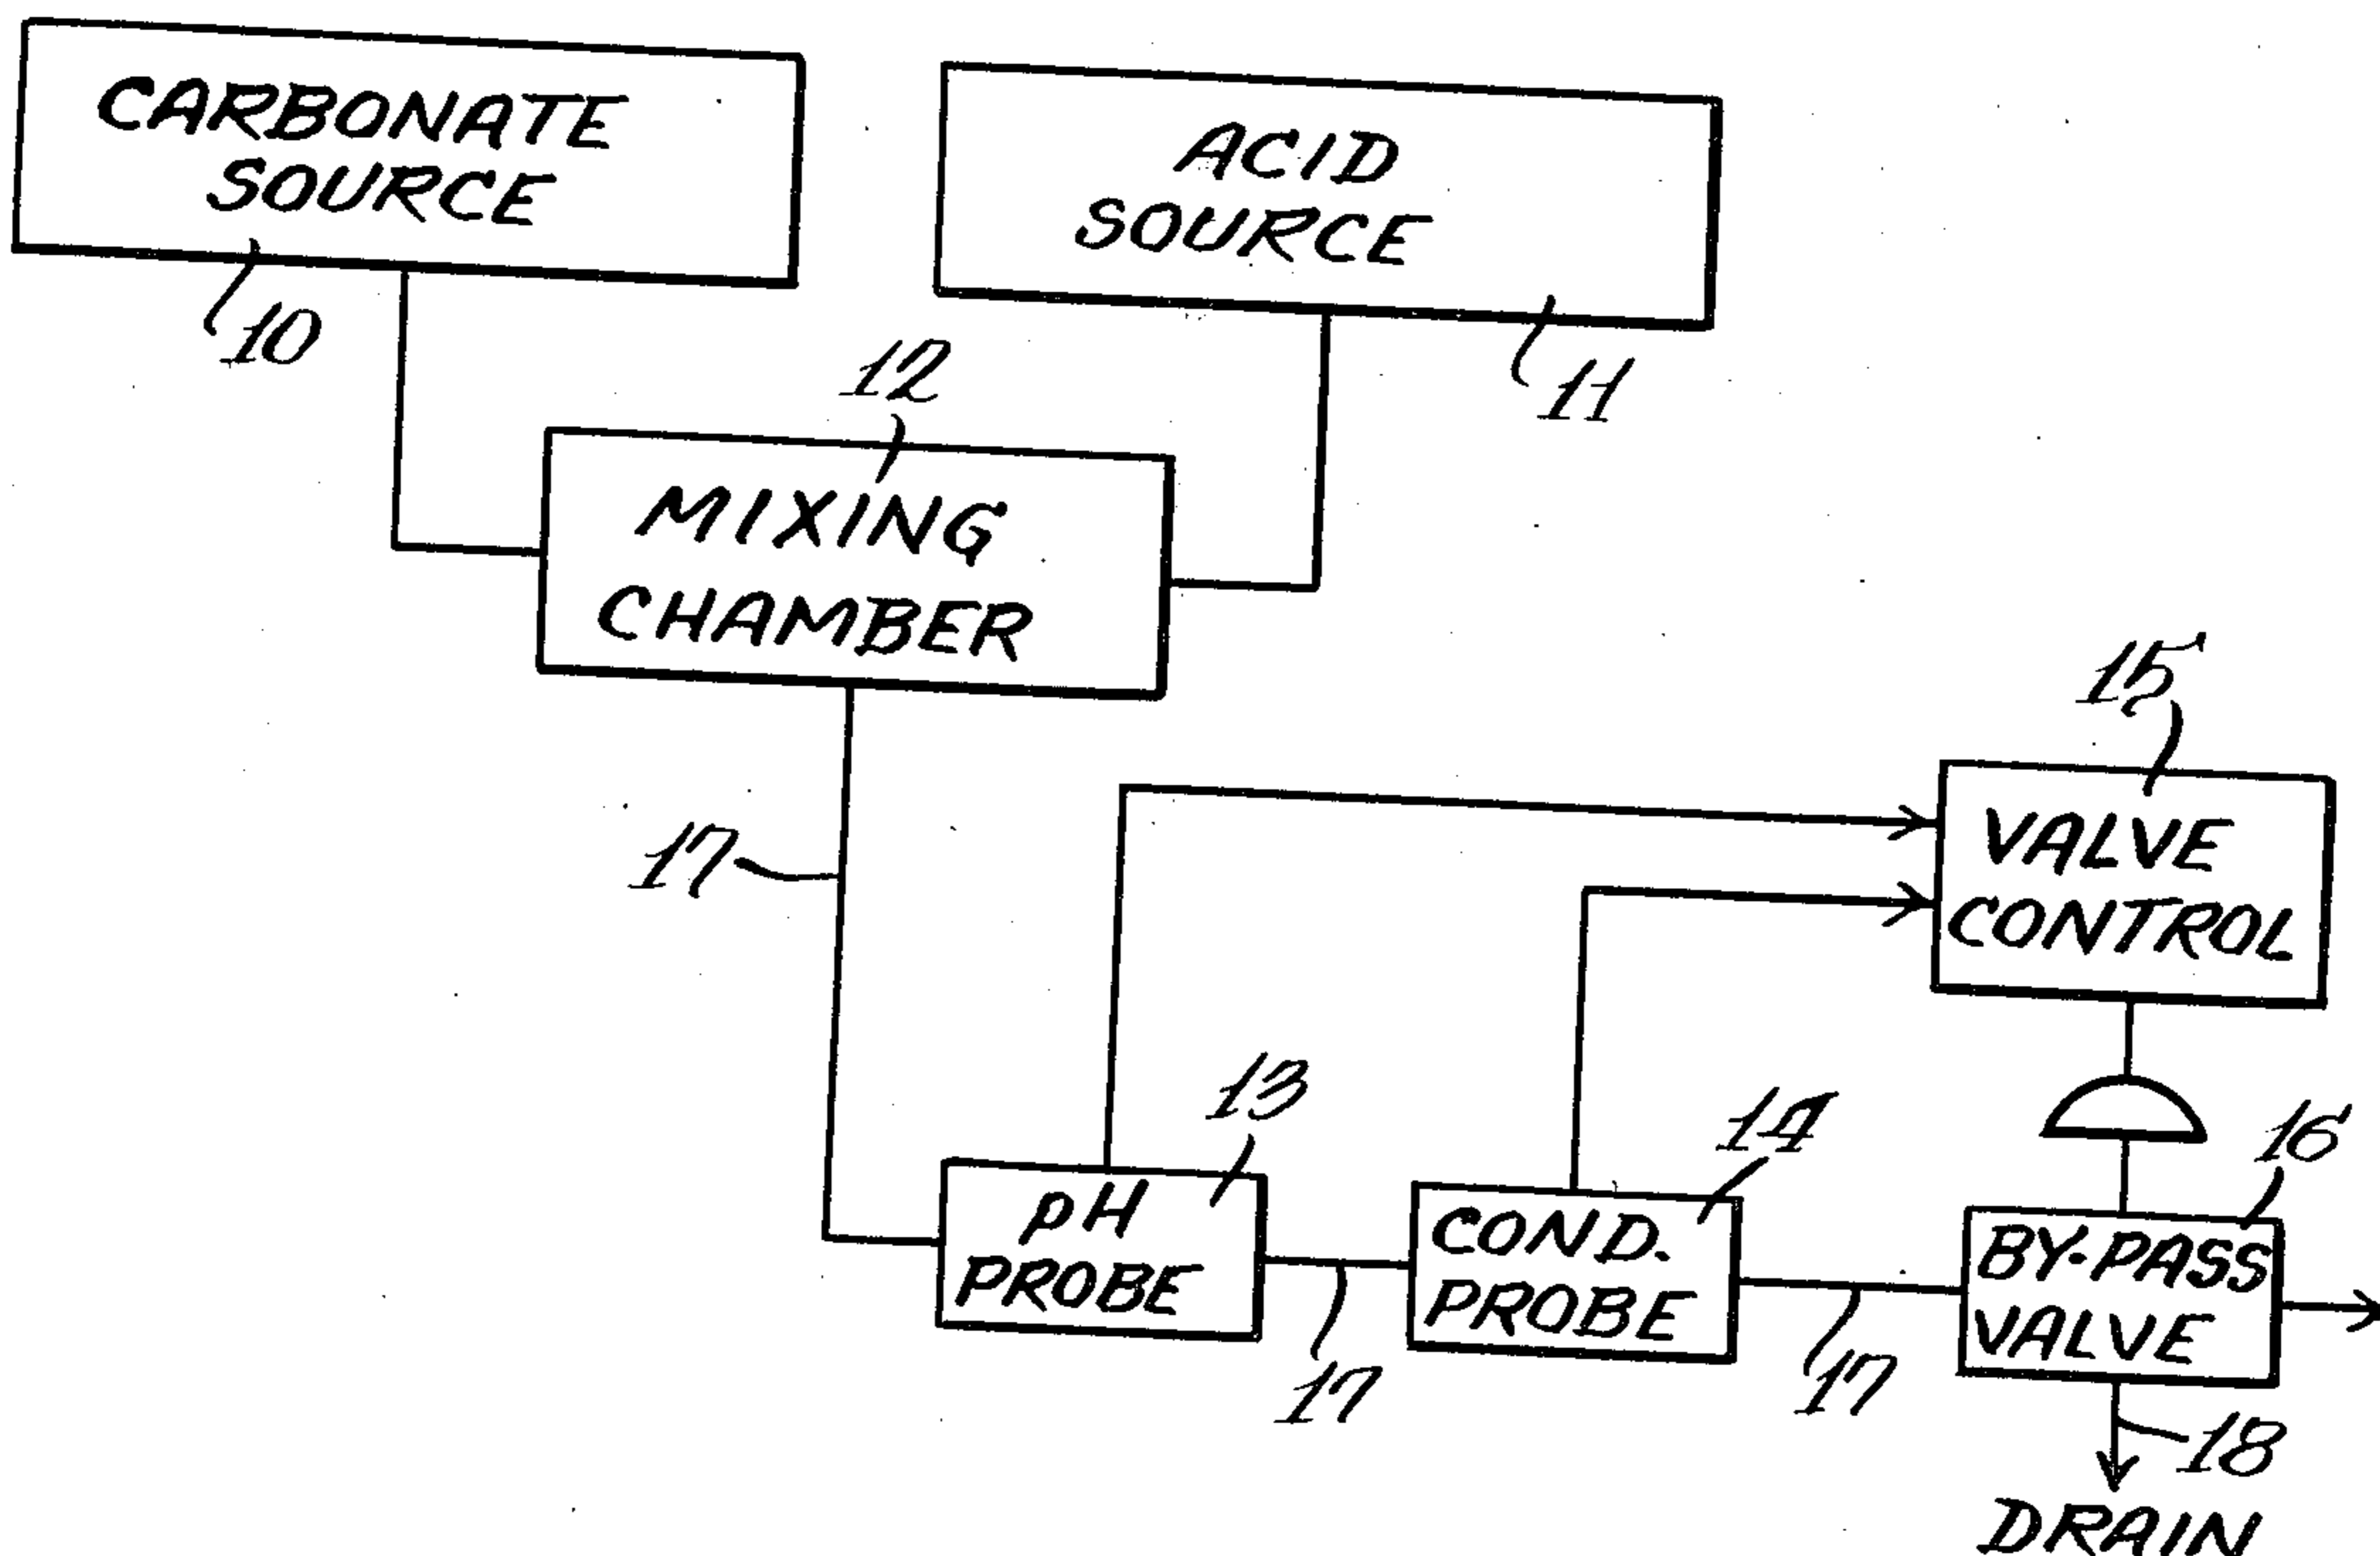 CARBONATE
SOURCE
10
ACID
SOURCE
11
12
MIXING
CHAMBER
17
15
VALVE
CONTROL
13
pH
PROBE
17
14
COND.
PROBE
17
16
BY-PASS
VALVE
18
DRAIN